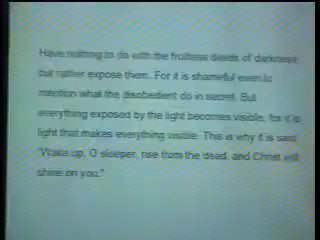 Have nothing to do with the fruitless deeds of darkness
but rather expose them. For it is shameful even to
mention what the disobedient do in secret. But
everything exposed by the light becomes visible, for it is
light that makes everything visible. This is why it is said
"Wake up, O sleeper, rise from the dead, and Christ will
shine on you."